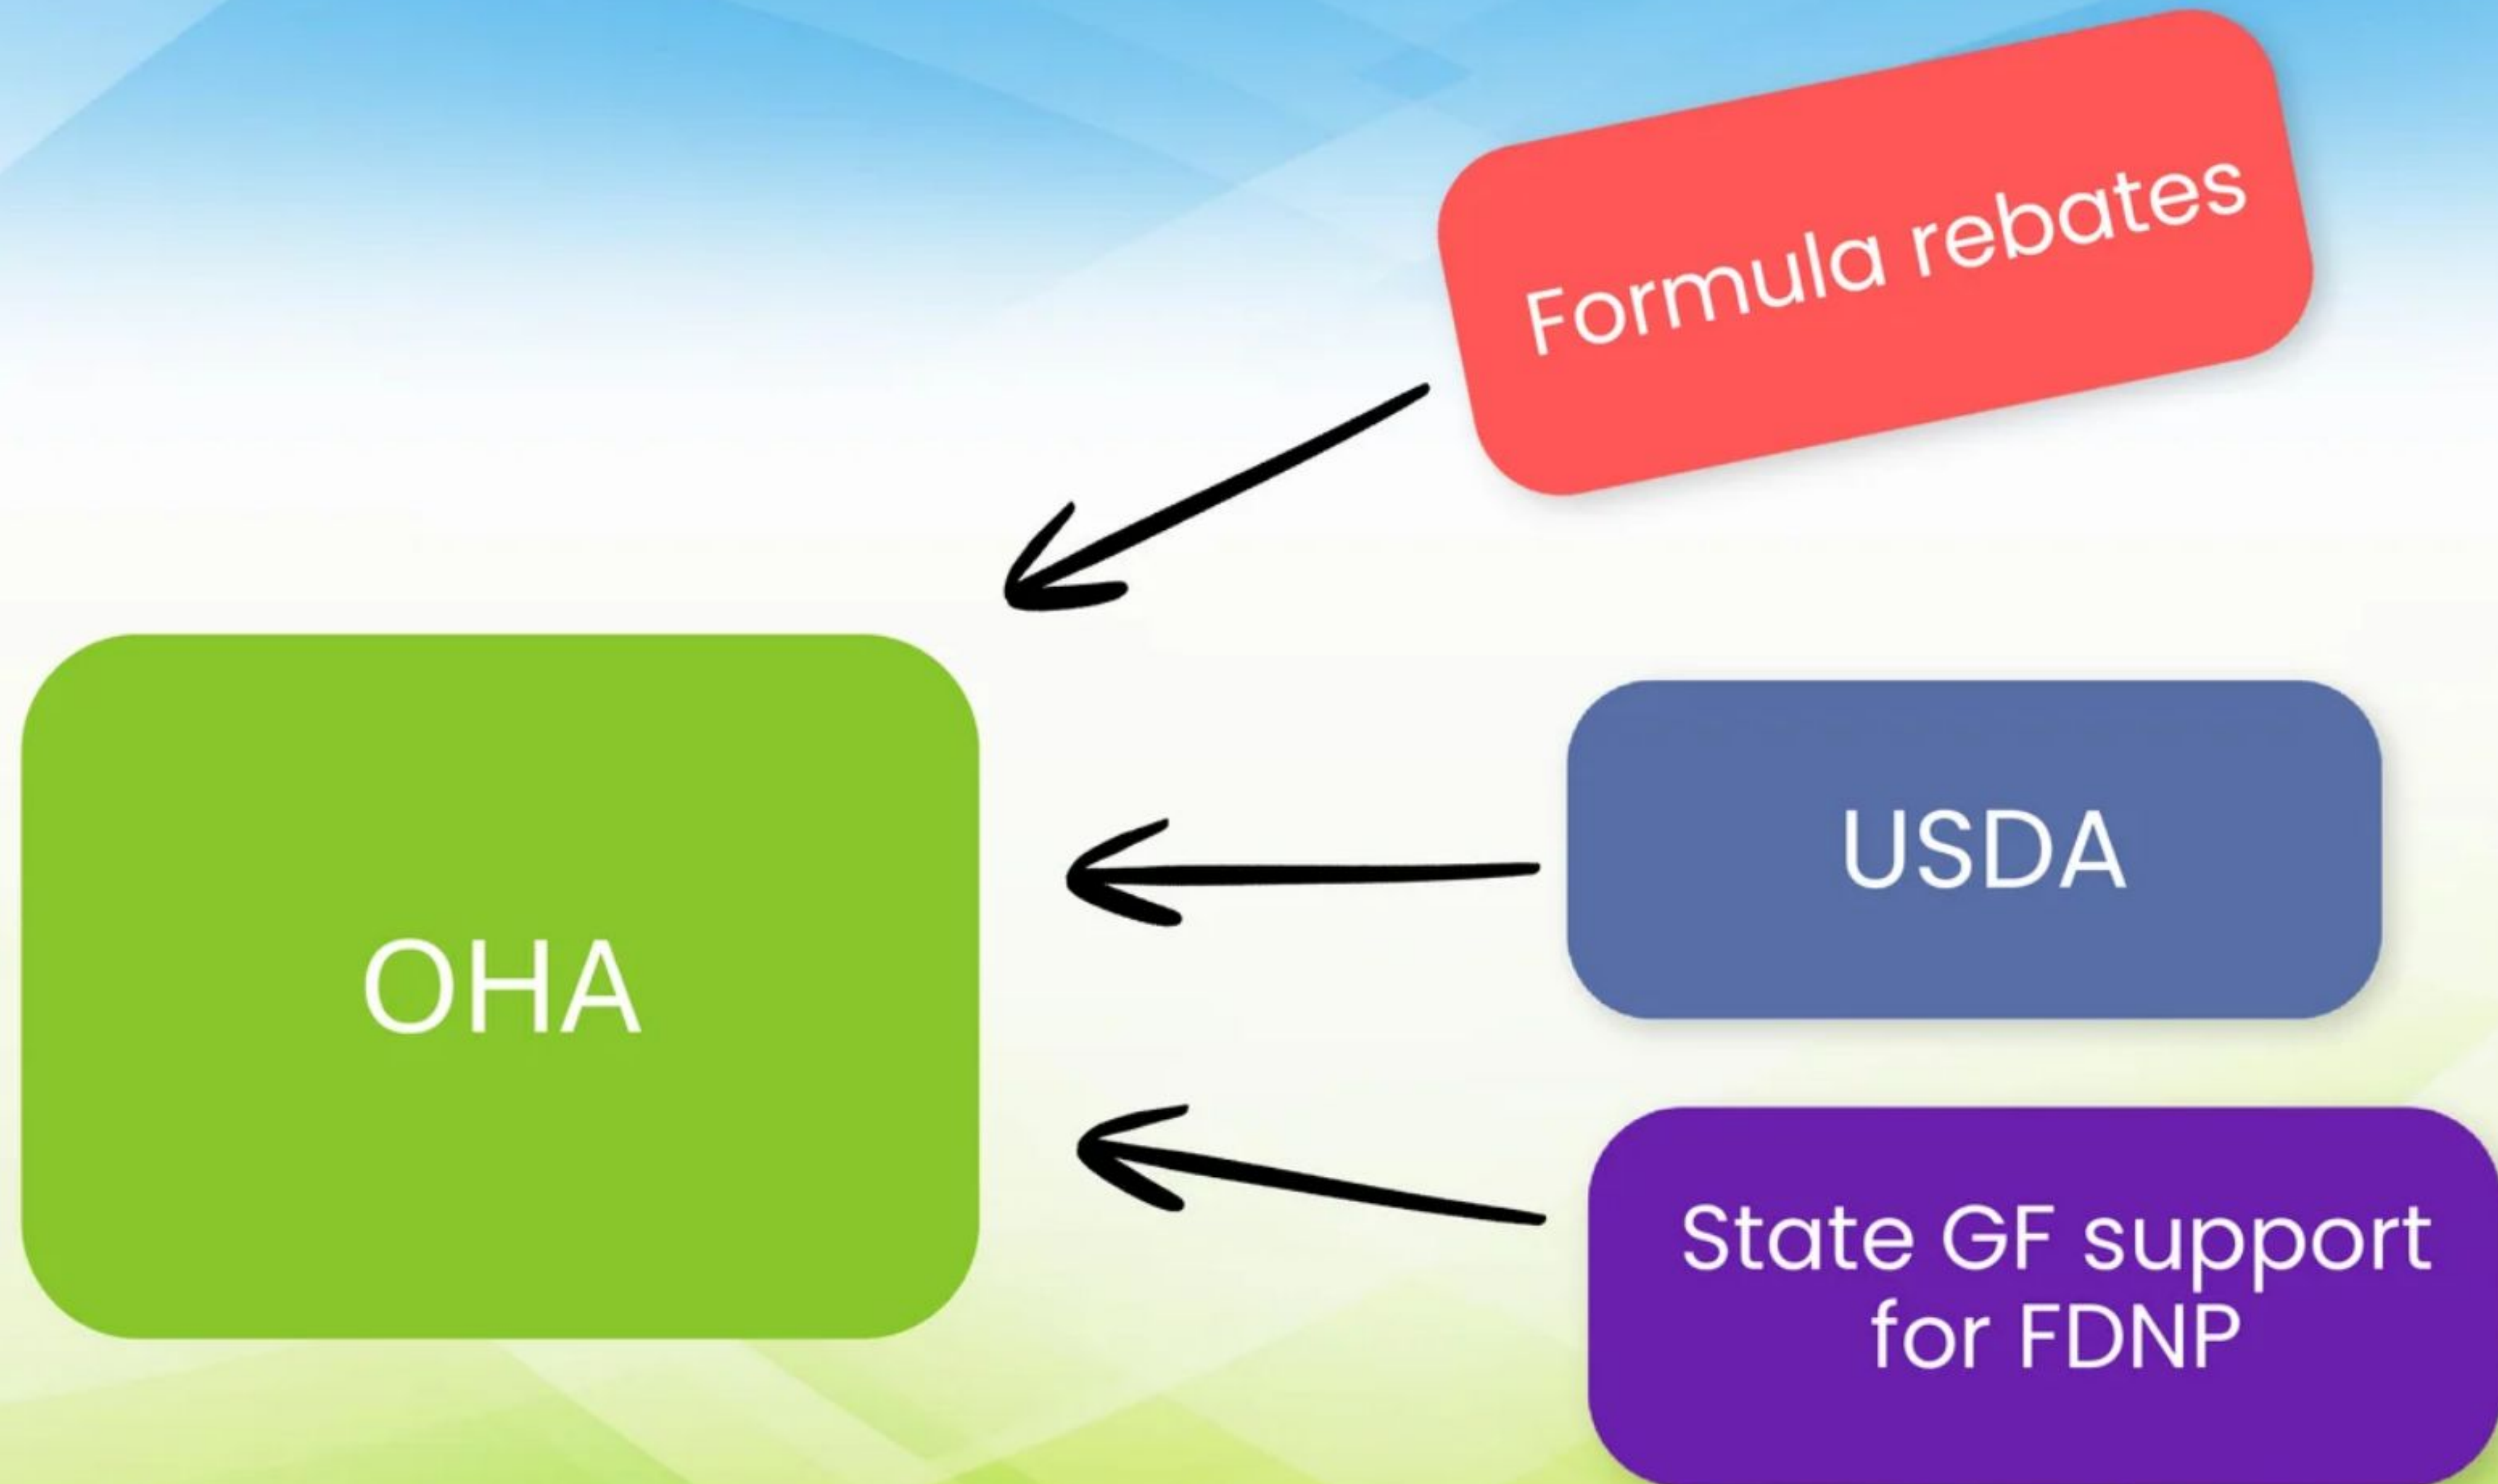 Formula rebates
USDA
OHA
State GF support
for FDNP